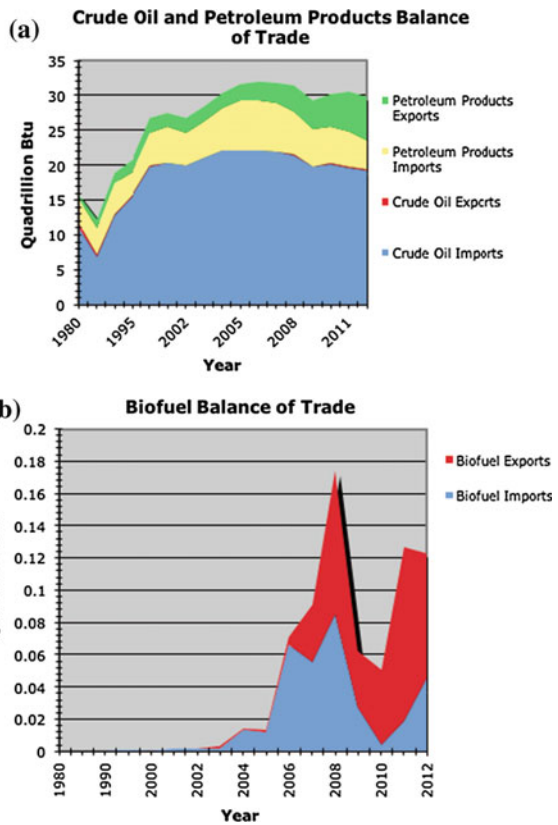 (a)
Crude Oil and Petroleum Products Balance
of Trade
35
30
25
20
15
10
5
0
Quadrillion Btu
1980
1995
2002
2005
2008
2011
Year
Petroleum Products
Exports
Petroleum Products
Imports
Crude Oil Exports
Crude Oil Imports
b)
Biofuel Balance of Trade
0.2
0.18
0.16
0.14
0.12
0.1
0.08
0.06
0.04
0.02
0
1980
1990
2000
2002
2004
2006
2008
2010
2012
Year
Biofuel Exports
Biofuel Imports